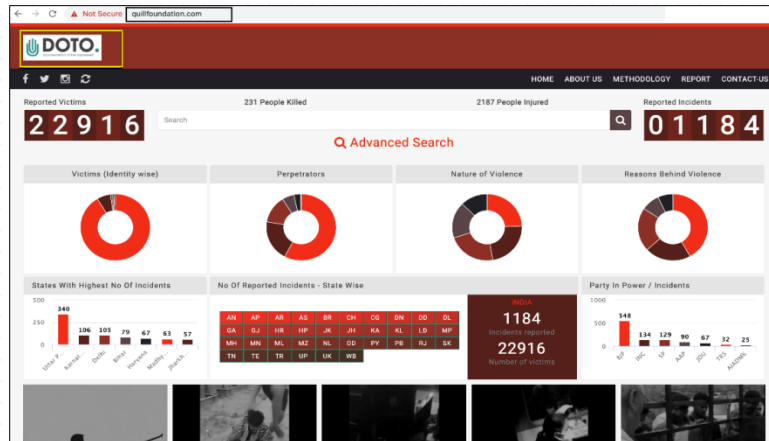 Not Secure quillfoundation.com
DOTO.
HOME ABOUT US METHODOLOGY REPORT CONTACT-US
Reported Victims 231 People Killed 2187 People Injured Reported Incidents
22916 Search 01184
Advanced Search
Victims (Identity wise) Perpetrators Nature of Violence Reasons Behind Violence
States With Highest No Of Incidents No Of Reported Incidents - State Wise Party In Power / Incidents
500
250
0
340 106 105 79 67 63 57
Uttar P... Karnat... Delhi Bihar Haryana Madhy... Jharkh...
AN AP AR AS BR CH CG DN DD DL
GA GJ HR HP JK JH KA KL LD MP
MH MN ML MZ NL OD PY PB RJ SK
TN TE TR UP UK WB
INDIA
1184
Incidents reported
22916
Number of victims
1000
500
0
548 134 129 90 67 32 25
BJP INC SP AAP JDU TRS AIADMK